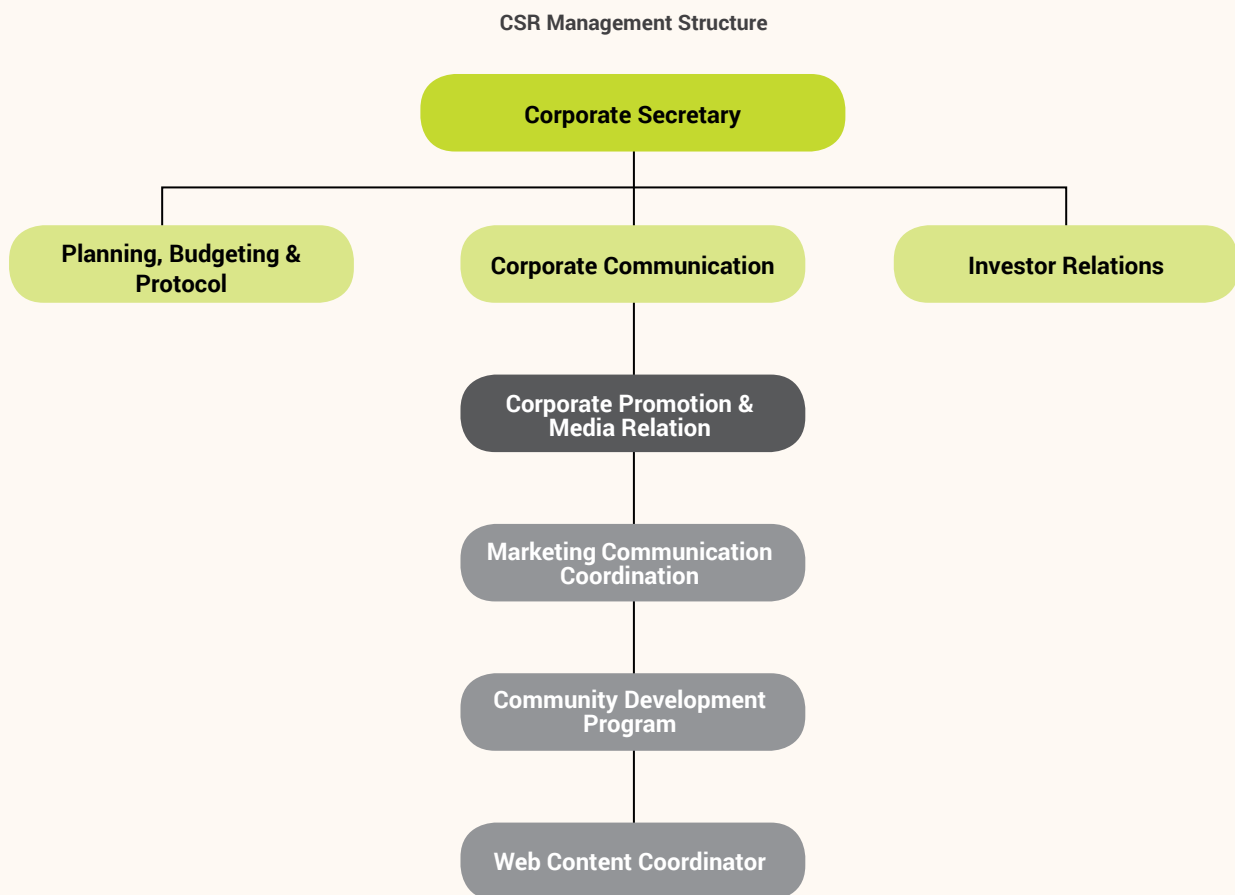 CSR Management Structure
Corporate Secretary
Planning, Budgeting &
Protocol
Corporate Communication
Investor Relations
Corporate Promotion &
Media Relation
Marketing Communication
Coordination
Community Development
Program
Web Content Coordinator